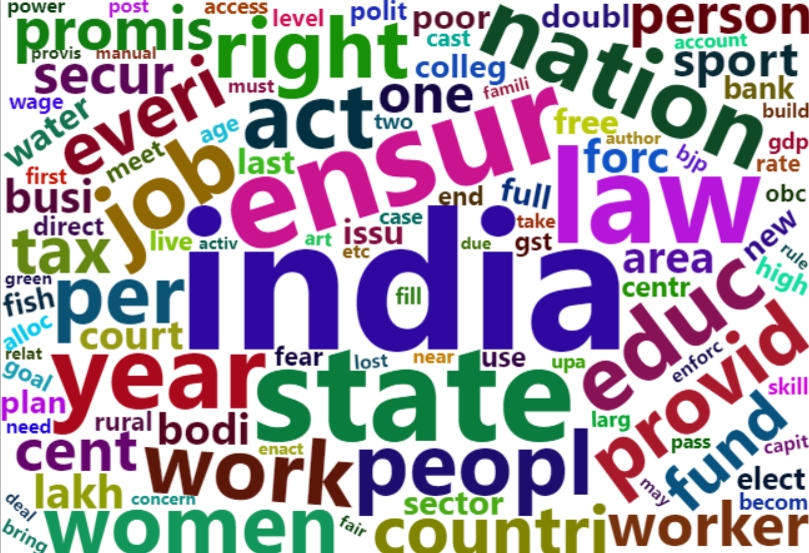 power
post
access
level
polit
poor
doubl
person
promis
provis
manual
right
cast
nation
account
secur
must
colleg
sport
wage
everi
act
one
famili
bank
water
age
two
free
build
meet
last
ensur
author
gdp
first
job
forc
bjp
rate
busi
end
full
law
obc
direct
case
take
new
tax
live
activ
art
issu
etc
due
gst
area
rule
high
green
per
india
fill
centr
fish
educ
alloc
court
relat
year
fear
lost
near
use
upa
enforc
provid
goal
state
skill
plan
need
rural
bodi
larg
pass
fund
capit
cent
enact
work
peopl
may
elect
lakh
concern
sector
becom
deal
bring
women
fair
countri
worker